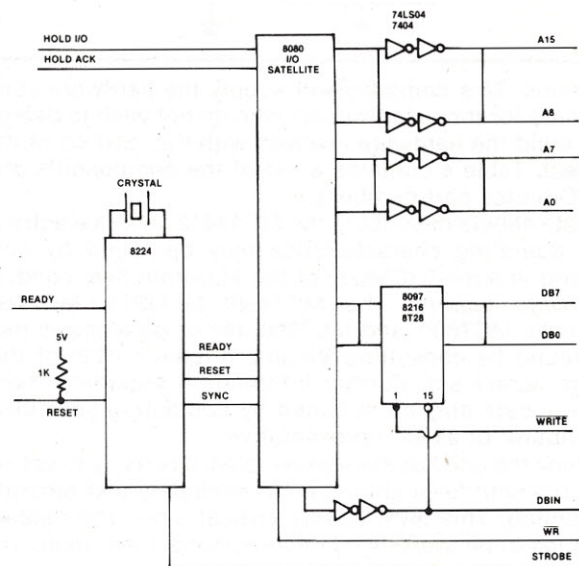 74LS04
7404
HOLD I/O
HOLD ACK
8080
I/O
SATELLITE
A15
A8
A7
A0
CRYSTAL
8224
READY
5V
1K
RESET
READY
RESET
SYNC
8097
8216
8T28
1 15
DB7
DB0
WRITE
DBIN
WR
STROBE